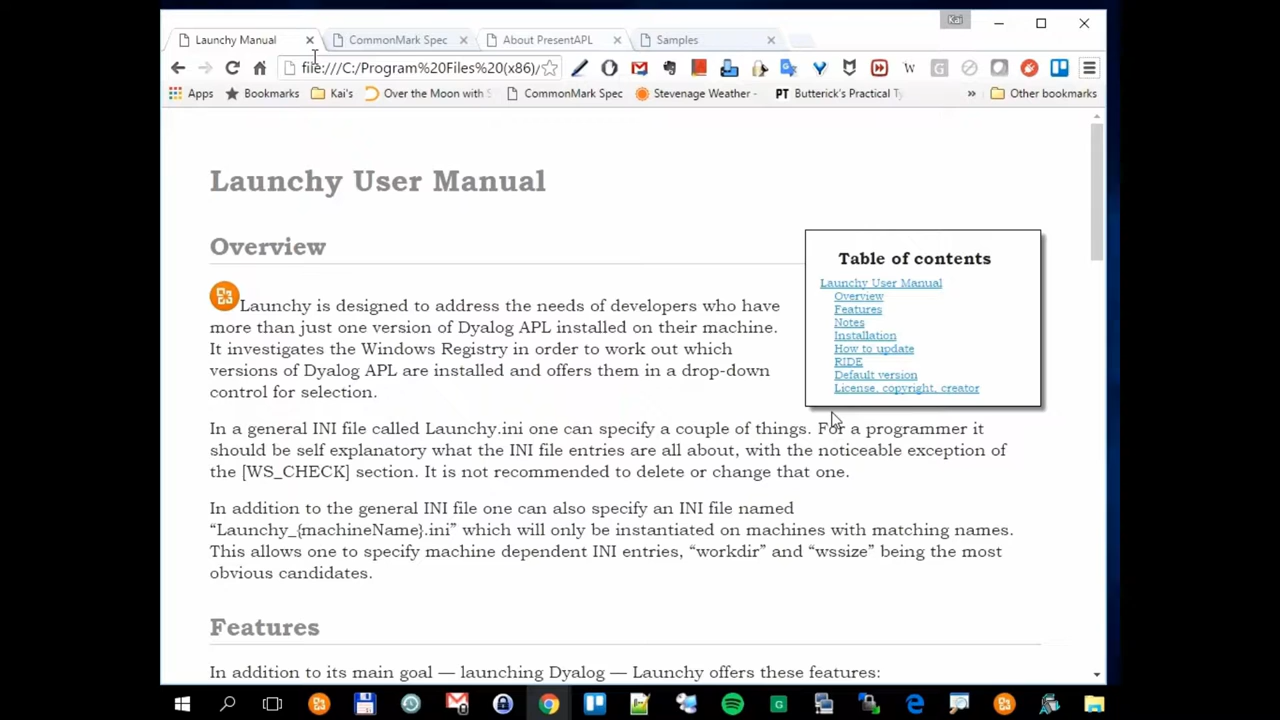 Kai
Launchy Manual
CommonMark Spec
About PresentAPL
Samples
file:///C:/Program%20Files%20(x86)/
Apps
Bookmarks
Kai's
Over the Moon with S
CommonMark Spec
Stevenage Weather -
PT Butterick's Practical Ty
»
Other bookmarks
Launchy User Manual
Overview
Table of contents
Launchy User Manual
Overview
Features
Notes
Installation
How to update
RIDE
Default version
License, copyright, creator
Launchy is designed to address the needs of developers who have
more than just one version of Dyalog APL installed on their machine.
It investigates the Windows Registry in order to work out which
versions of Dyalog APL are installed and offers them in a drop-down
control for selection.
In a general INI file called Launchy.ini one can specify a couple of things. For a programmer it
should be self explanatory what the INI file entries are all about, with the noticeable exception of
the [WS_CHECK] section. It is not recommended to delete or change that one.
In addition to the general INI file one can also specify an INI file named
“Launchy_{machineName}.ini” which will only be instantiated on machines with matching names.
This allows one to specify machine dependent INI entries, “workdir” and “wssize” being the most
obvious candidates.
Features
In addition to its main goal — launching Dyalog — Launchy offers these features: